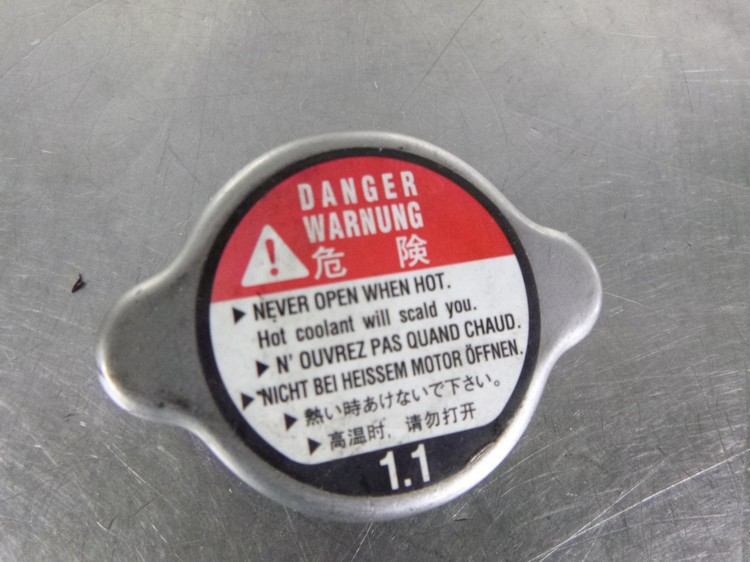 DANGER
WARNUNG
危 険
▶ NEVER OPEN WHEN HOT.
Hot coolant will scald you.
▶ N' OUVREZ PAS QUAND CHAUD.
▶ NICHT BEI HEISSEM MOTOR ÖFFNEN.
▶ 熱い時あけないで下さい。
▶ 高温时，请勿打开
1.1